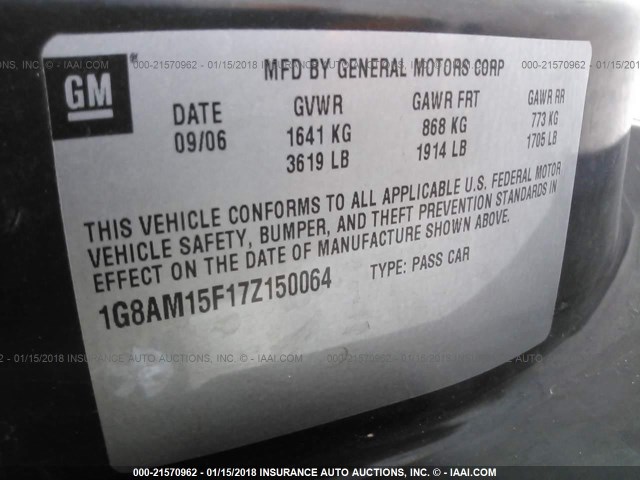 GM
MFD BY GENERAL MOTORS CORP
DATE GVWR GAWR FRT GAWR RR
09/06 1641 KG 868 KG 773 KG
3619 LB 1914 LB 1705 LB
THIS VEHICLE CONFORMS TO ALL APPLICABLE U.S. FEDERAL MOTOR
VEHICLE SAFETY, BUMPER, AND THEFT PREVENTION STANDARDS IN
EFFECT ON THE DATE OF MANUFACTURE SHOWN ABOVE.
1G8AM15F17Z150064 TYPE: PASS CAR
000-21570962 - 01/15/2018 INSURANCE AUTO AUCTIONS, INC. - © - IAAI.COM